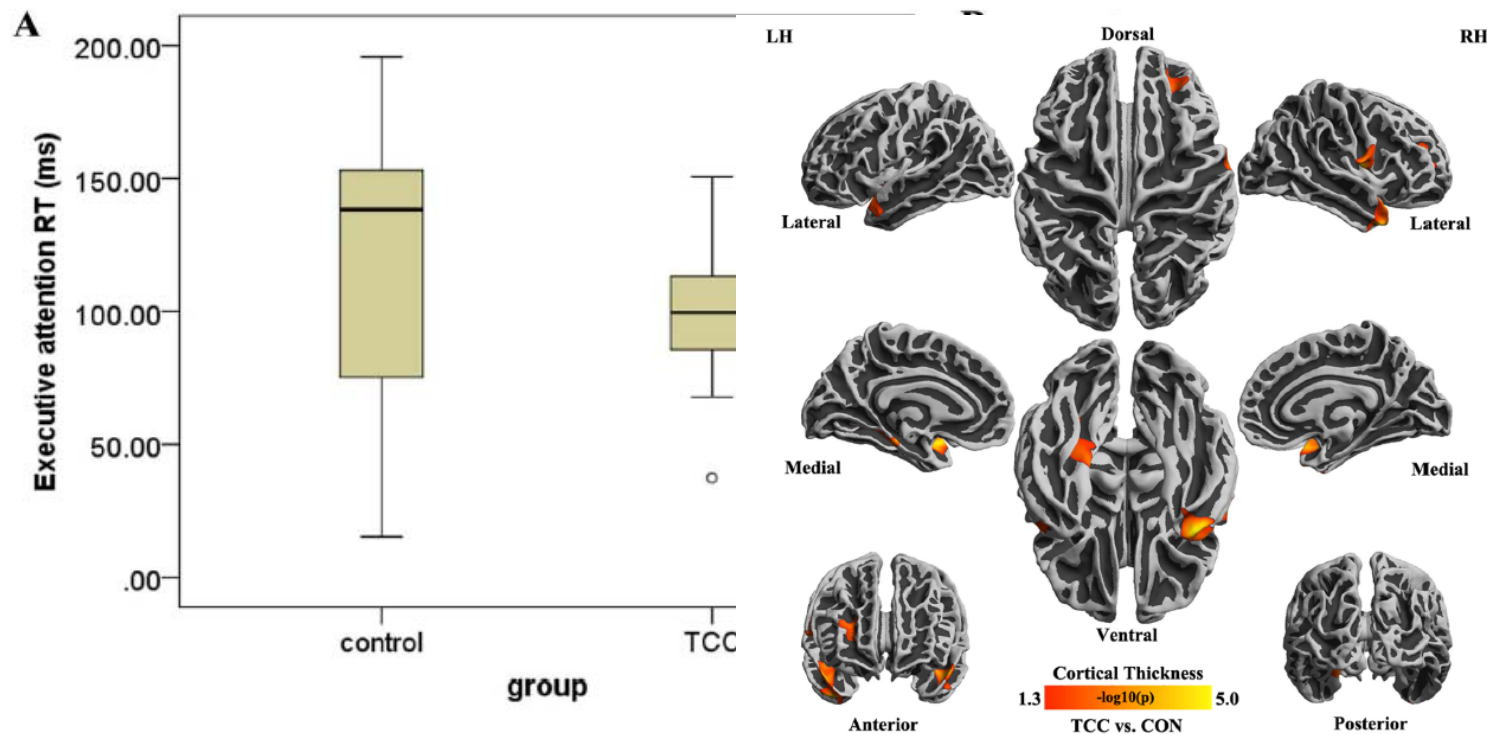 A
Executive attention RT (ms)
200.00
150.00
100.00
50.00
.00
control
TCC
group
LH
Dorsal
RH
Lateral
Lateral
Medial
Medial
Ventral
Anterior
Cortical Thickness
1.3 -log10(p) 5.0
TCC vs. CON
Posterior